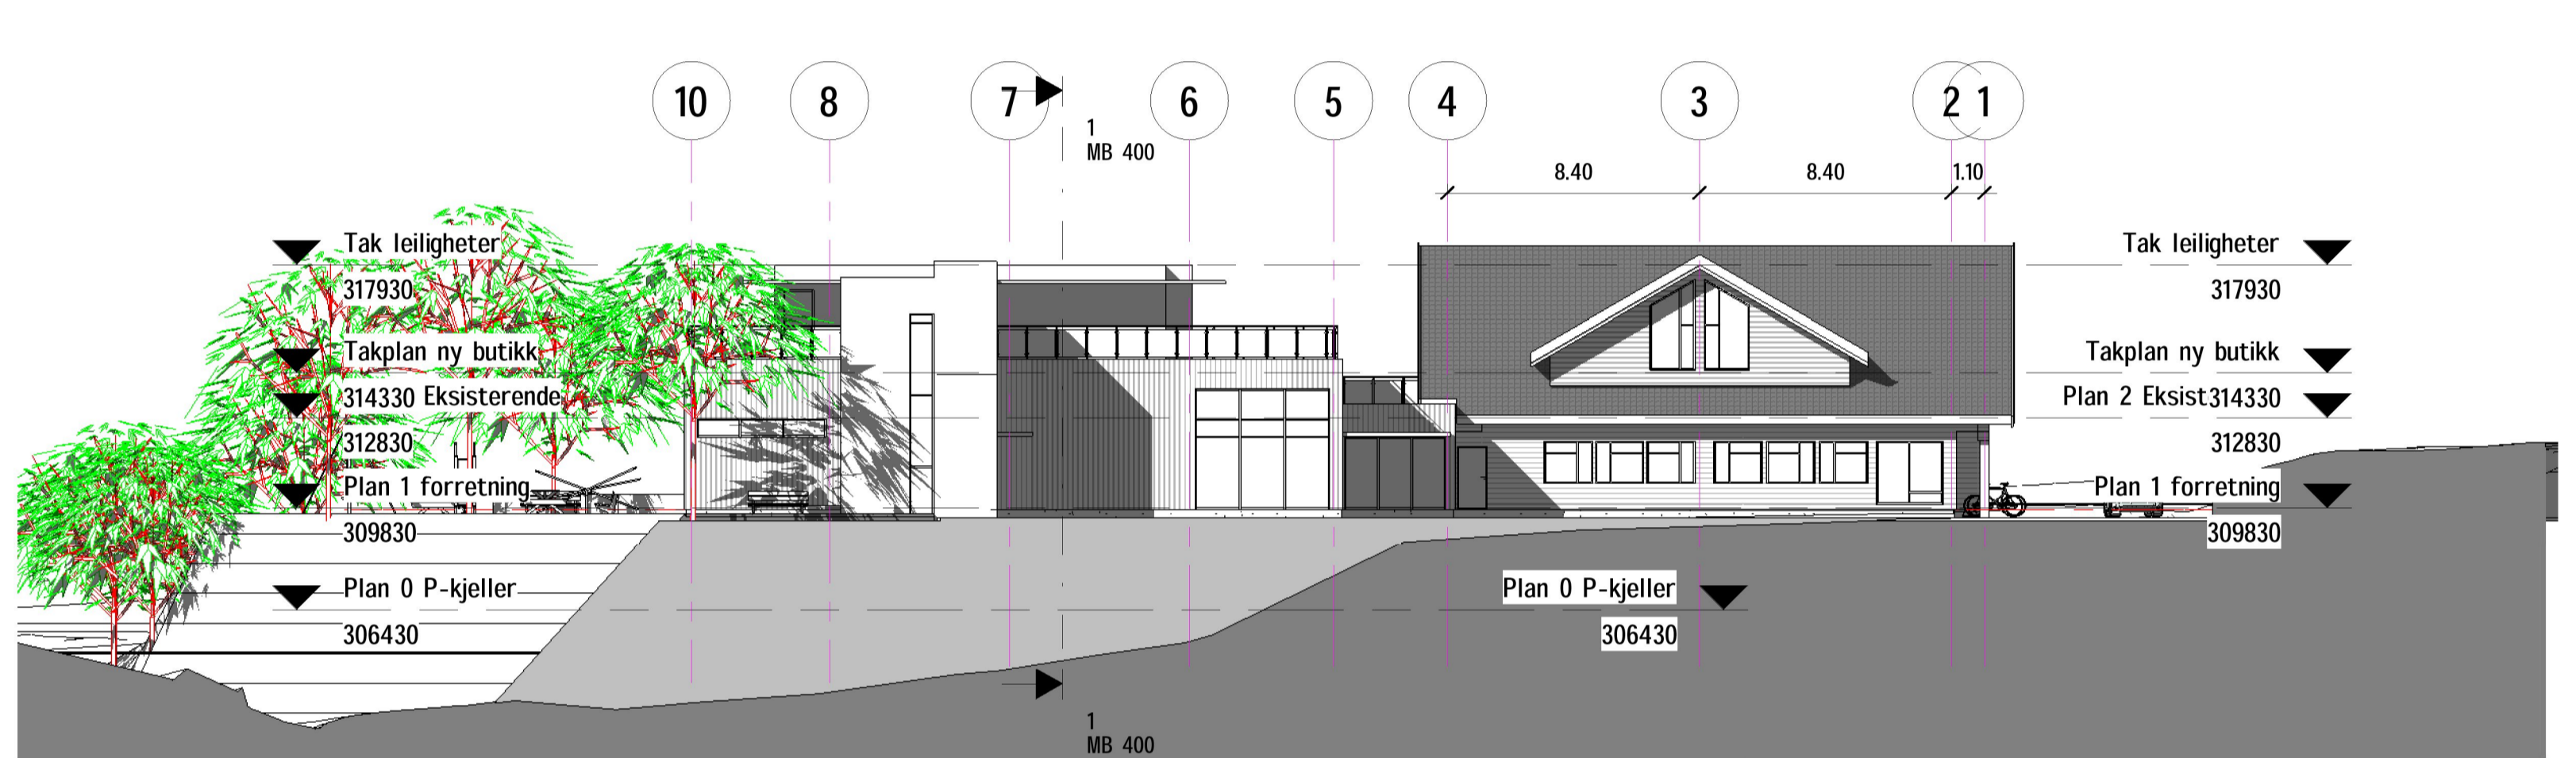 10 8 7 6 5 4 3 2 1
1
MB 400
8.40 8.40 1.10
Tak leiligheter
317930
Takplan ny butikk
314330 Eksisterende
312830
Plan 1 forretning
309830
Plan 0 P-kjeller
306430
Tak leiligheter
317930
Takplan ny butikk
Plan 2 Eksist314330
312830
Plan 1 forretning
309830
Plan 0 P-kjeller
306430
1
MB 400